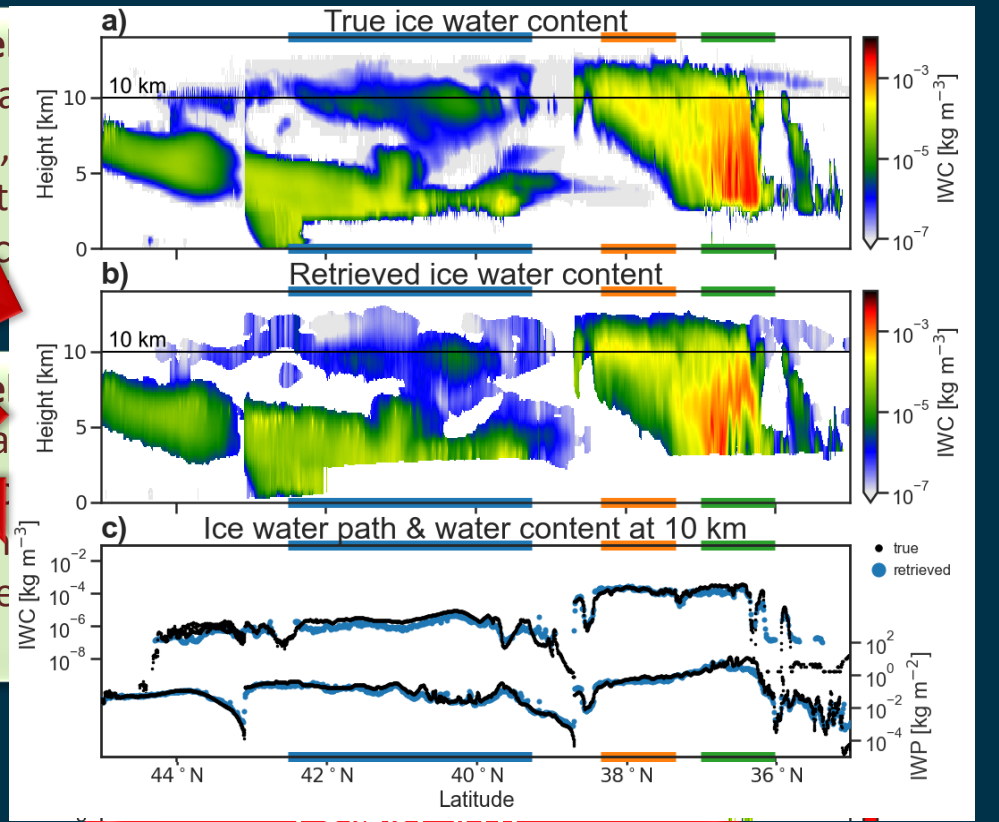 a)
True ice water content
10 km
Height [km]
10
5
0
10⁻³
10⁻⁵
10⁻⁷
IWC [kg m⁻³]
b)
Retrieved ice water content
10 km
Height [km]
10
5
0
10⁻³
10⁻⁵
10⁻⁷
IWC [kg m⁻³]
c)
Ice water path & water content at 10 km
IWC [kg m⁻³]
10⁻²
10⁻⁴
10⁻⁶
10⁻⁸
true
retrieved
10²
10⁰
10⁻²
10⁻⁴
IWP [kg m⁻²]
44°N
42°N
40°N
38°N
36°N
Latitude